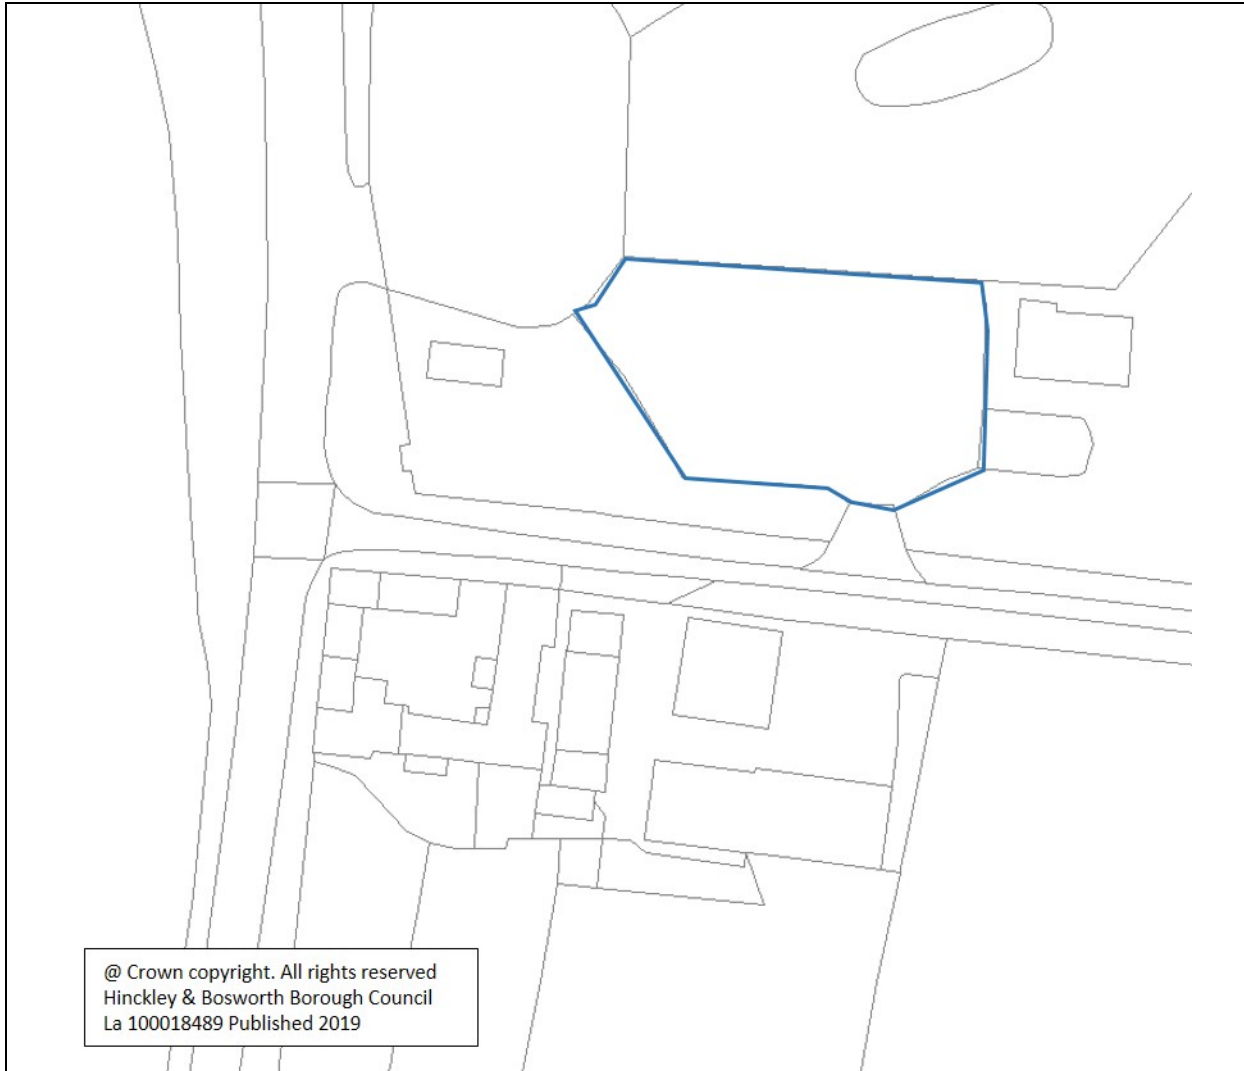 @ Crown copyright. All rights reserved
Hinckley & Bosworth Borough Council
La 100018489 Published 2019